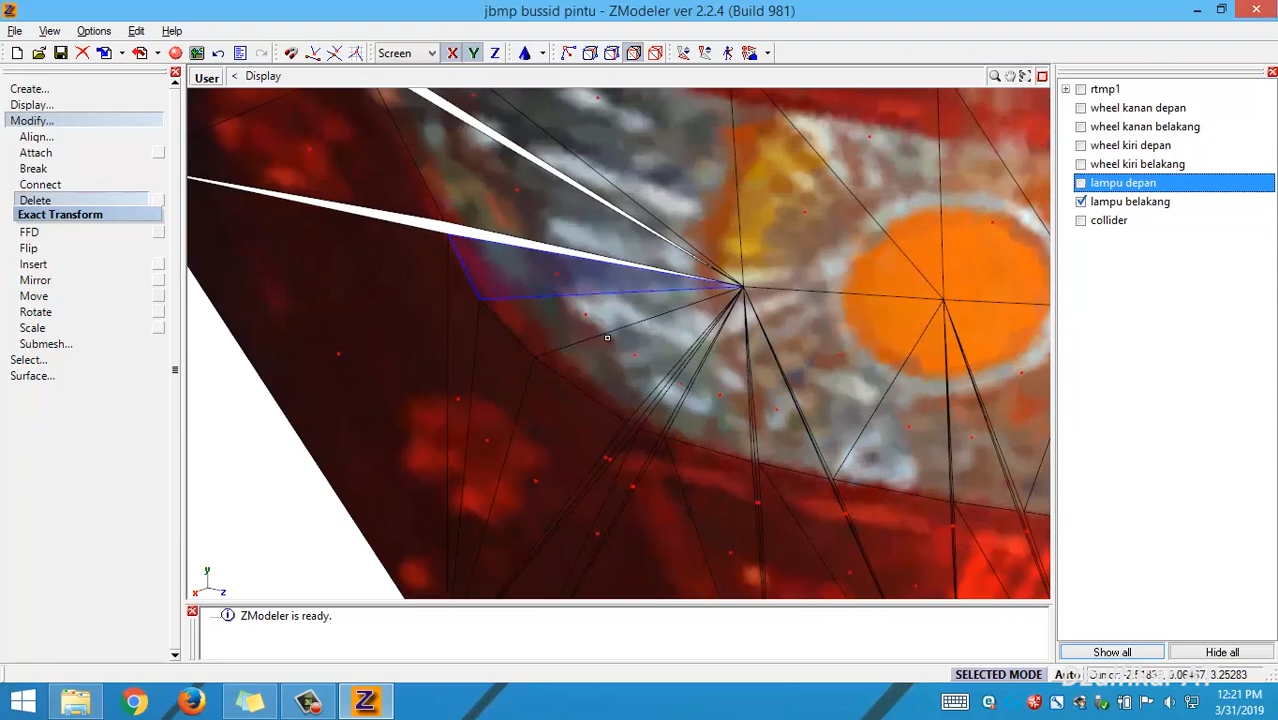 jbmp bussid pintu - ZModeler ver 2.2.4 (Build 981)
File View Options Edit Help
Screen X Y Z
User < Display
Create...
Display...
Modify...
Align...
Attach
Break
Connect
Delete
Exact Transform
FFD
Flip
Insert
Mirror
Move
Rotate
Scale
Submesh...
Select...
Surface...
rtmp1
wheel kanan depan
wheel kanan belakang
wheel kiri depan
wheel kiri belakang
lampu depan
lampu belakang
collider
y
x z
ZModeler is ready.
Show all Hide all
SELECTED MODE Auto
12:21 PM
3/31/2019